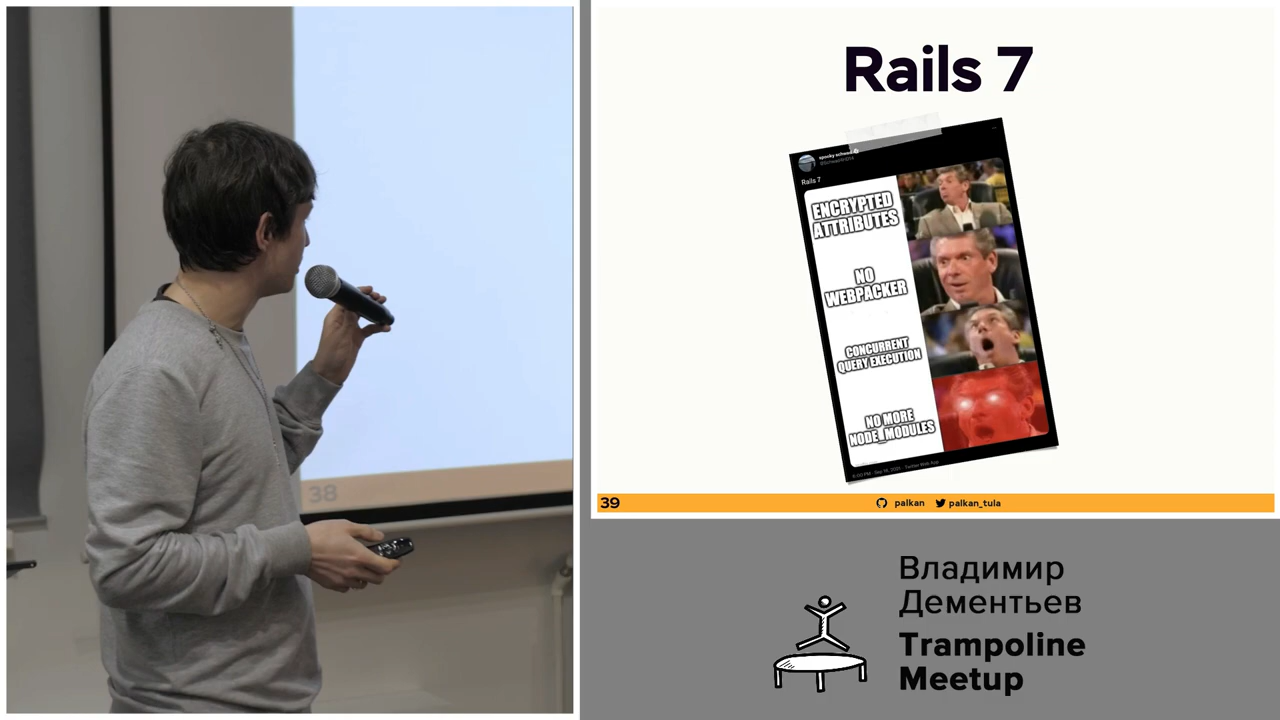 38
Rails 7
Rails 7
ENCRYPTED
ATTRIBUTES
NO
WEBPACKER
CONCURRENT
QUERY EXECUTION
NO MORE
NODE_MODULES
39
palkan
palkan_tula
Владимир
Дементьев
Trampoline
Meetup